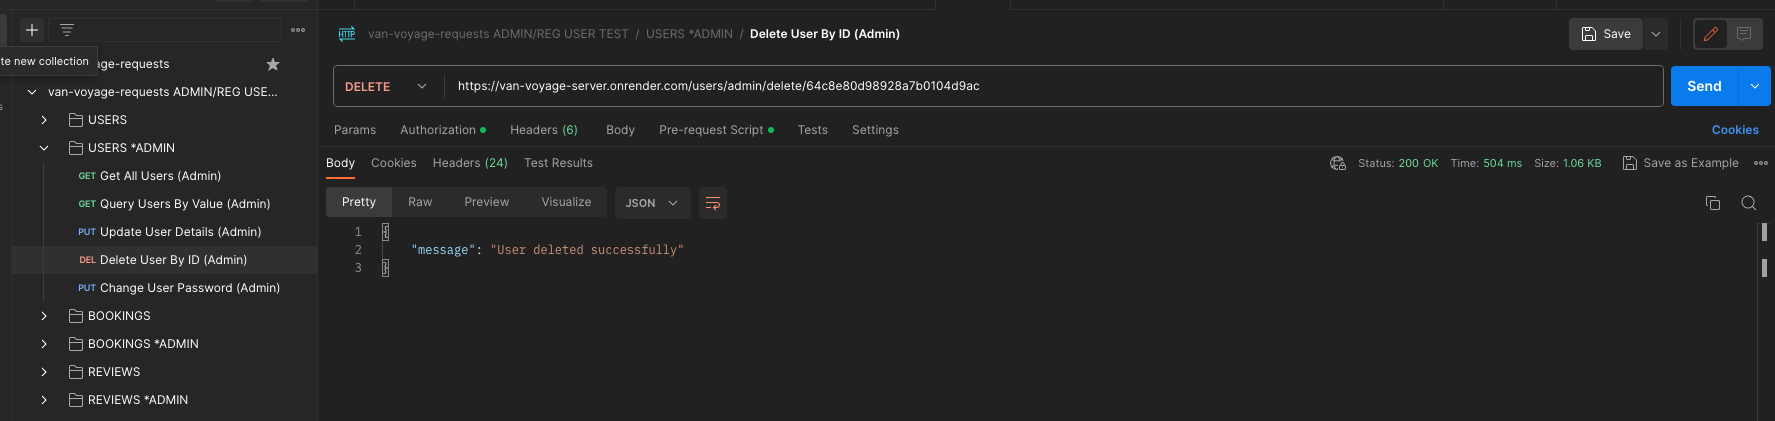 te new collection
age-requests
van-voyage-requests ADMIN/REG USE...
USERS
USERS *ADMIN
GET Get All Users (Admin)
GET Query Users By Value (Admin)
PUT Update User Details (Admin)
DEL Delete User By ID (Admin)
PUT Change User Password (Admin)
BOOKINGS
BOOKINGS *ADMIN
REVIEWS
REVIEWS *ADMIN
HTTP van-voyage-requests ADMIN/REG USER TEST / USERS *ADMIN / Delete User By ID (Admin)
Save
DELETE https://van-voyage-server.onrender.com/users/admin/delete/64c8e80d98928a7b0104d9ac
Send
Params Authorization Headers (6) Body Pre-request Script Tests Settings
Cookies
Body Cookies Headers (24) Test Results
Status: 200 OK Time: 504 ms Size: 1.06 KB Save as Example
Pretty Raw Preview Visualize JSON
1 {
2 "message": "User deleted successfully"
3 }